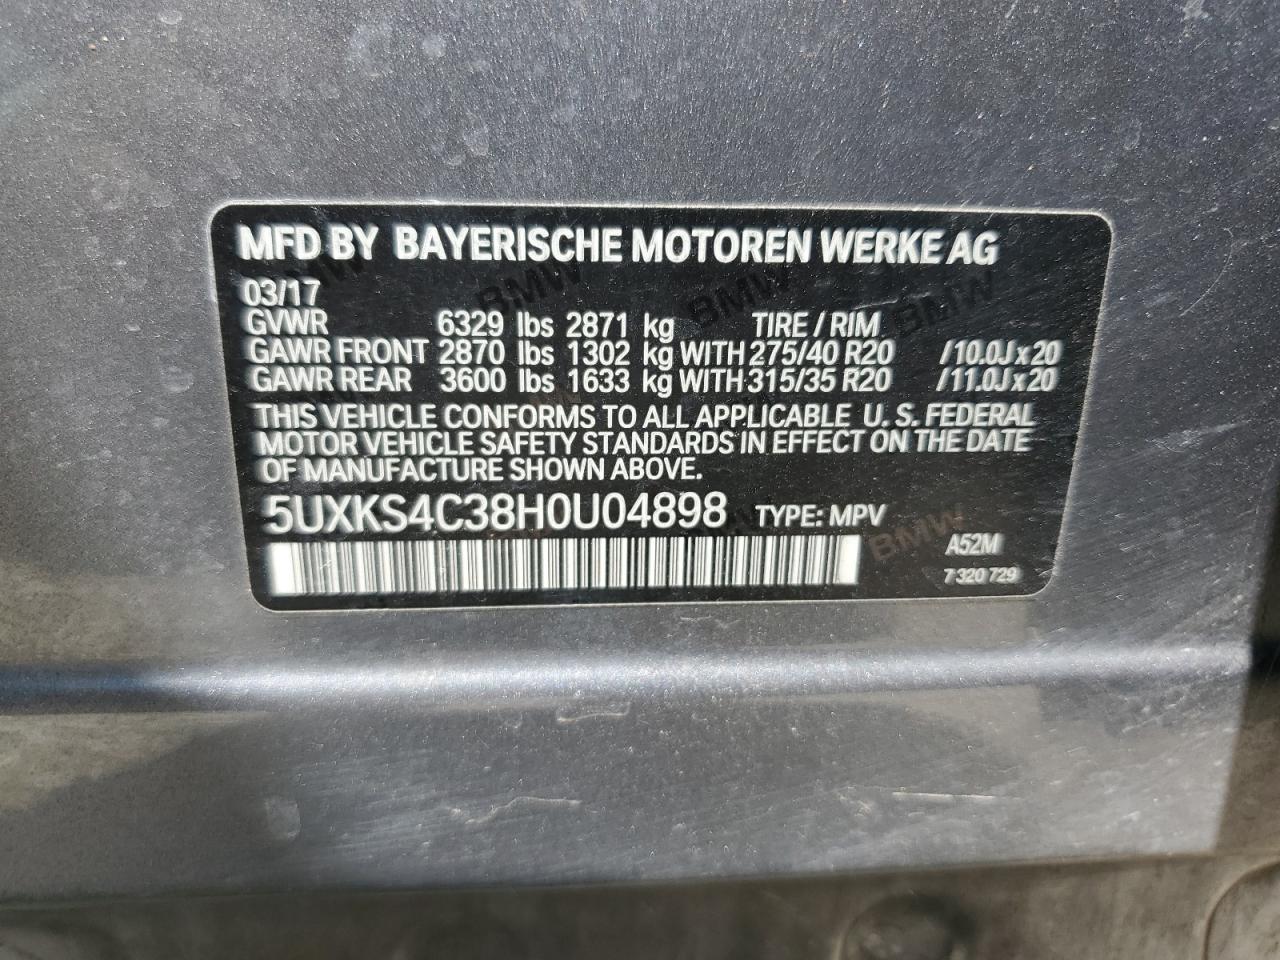 MFD BY BAYERISCHE MOTOREN WERKE AG
03/17
GVWR 6329 lbs 2871 kg TIRE / RIM
GAWR FRONT 2870 lbs 1302 kg WITH 275/40 R20 /10.0J x 20
GAWR REAR 3600 lbs 1633 kg WITH 315/35 R20 /11.0J x 20
THIS VEHICLE CONFORMS TO ALL APPLICABLE U. S. FEDERAL
MOTOR VEHICLE SAFETY STANDARDS IN EFFECT ON THE DATE
OF MANUFACTURE SHOWN ABOVE.
5UXKS4C38H0U04898 TYPE: MPV
A52M
7 320 729